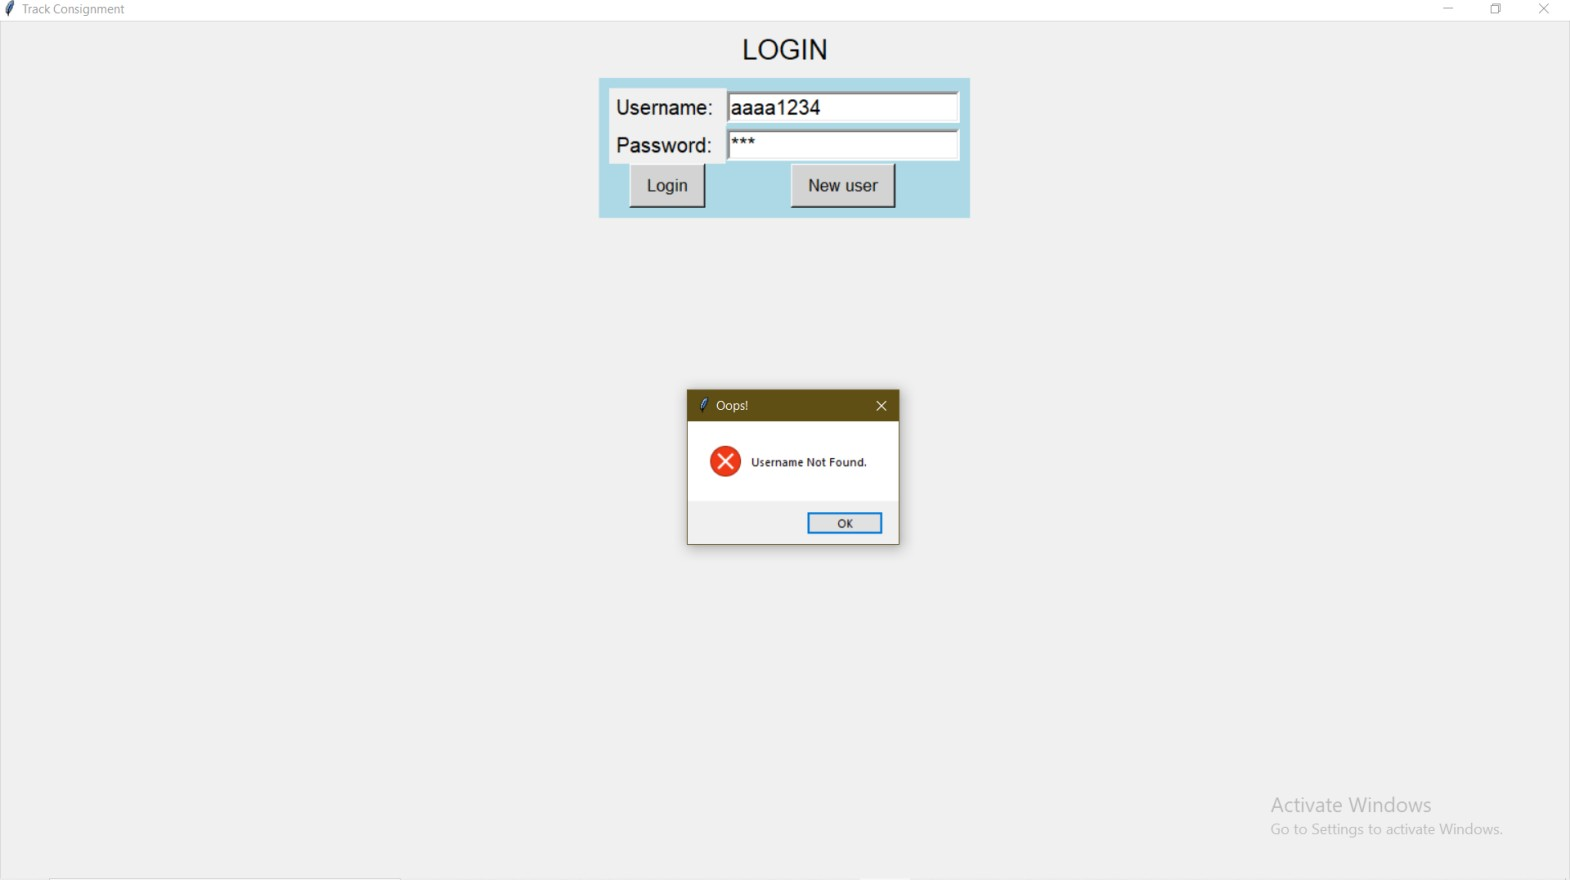 Track Consignment
LOGIN
Username: aaaa1234
Password: ***
Login New user
Oops!
Username Not Found.
OK
Activate Windows
Go to Settings to activate Windows.